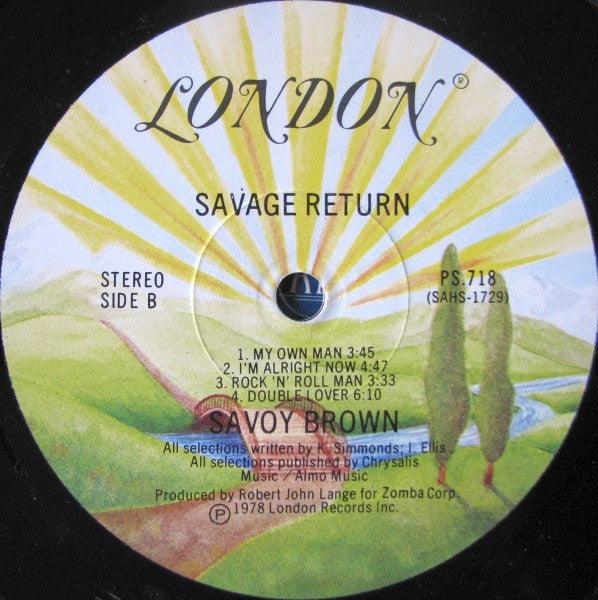 LONDON®
SAVAGE RETURN
STEREO
SIDE B
PS.718
(SAHS-1729)
1. MY OWN MAN 3:45
2. I'M ALRIGHT NOW 4:47
3. ROCK 'N' ROLL MAN 3:33
4. DOUBLE LOVER 6:10
SAVOY BROWN
All selections written by K. Simmonds; I. Ellis
All selections published by Chrysalis
Music / Almo Music
Produced by Robert John Lange for Zomba Corp.
Ⓟ 1978 London Records Inc.